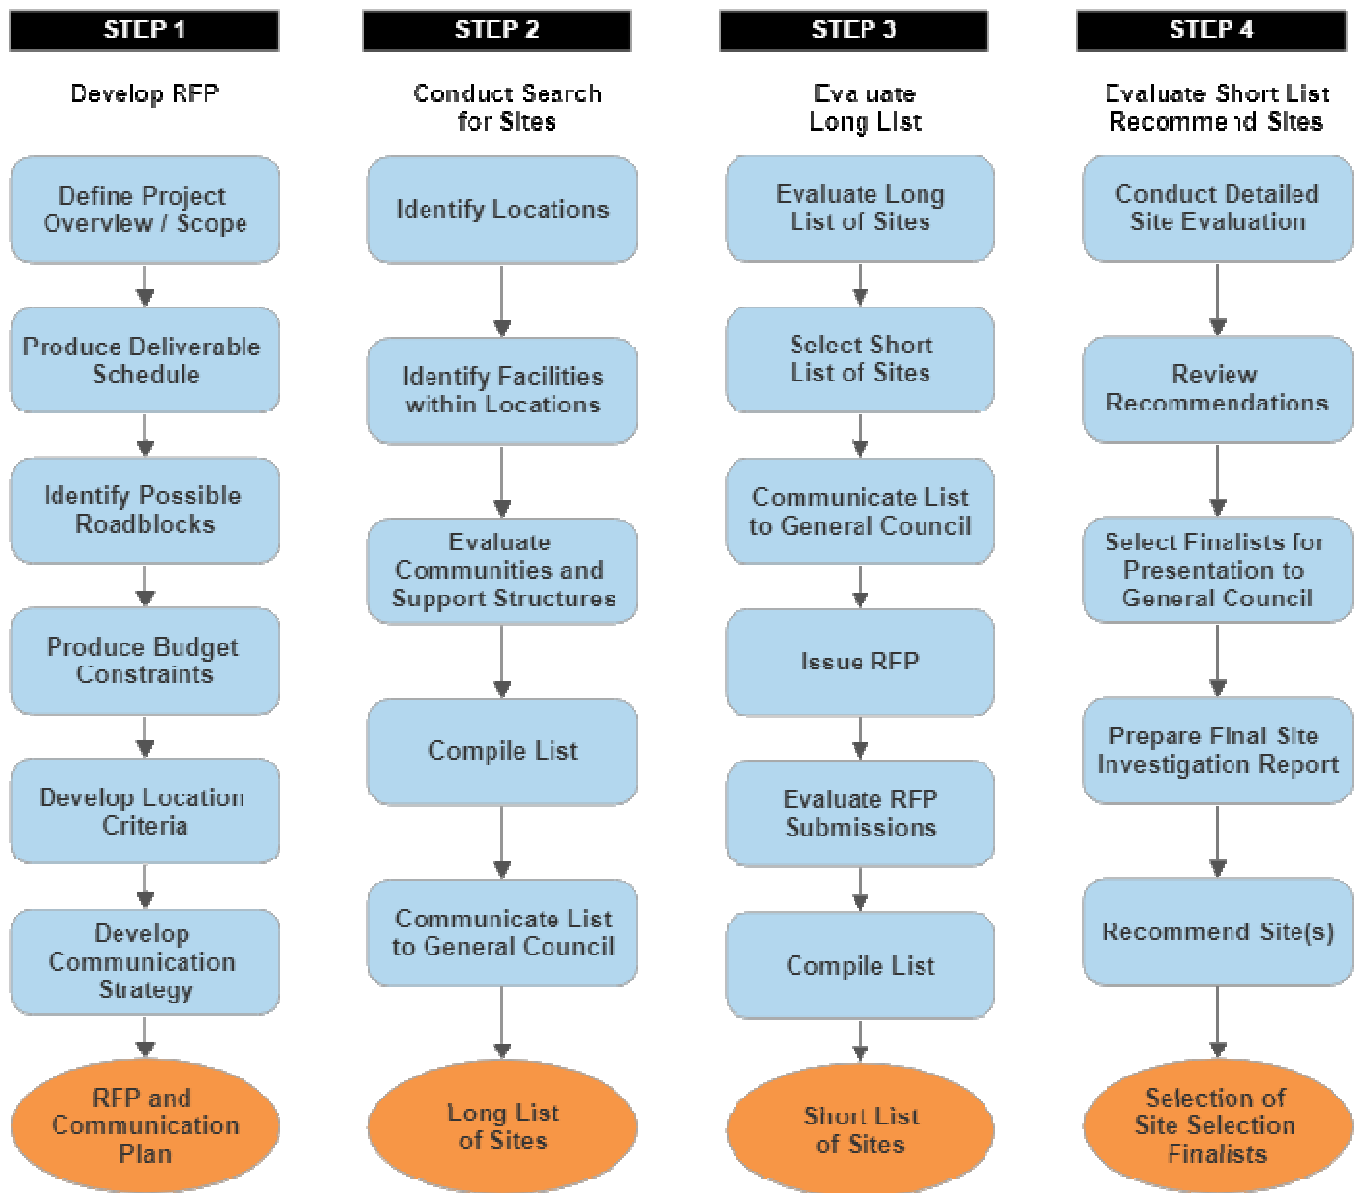 STEP 1
Develop RFP
Define Project
Overview / Scope
Produce Deliverable
Schedule
Identify Possible
Roadblocks
Produce Budget
Constraints
Develop Location
Criteria
Develop
Communication
Strategy
RFP and
Communication
Plan
STEP 2
Conduct Search
for Sites
Identify Locations
Identify Facilities
within Locations
Evaluate
Communities and
Support Structures
Compile List
Communicate List
to General Council
Long List
of Sites
STEP 3
Evaluate
Long List
Evaluate Long
List of Sites
Select Short
List of Sites
Communicate List
to General Council
Issue RFP
Evaluate RFP
Submissions
Compile List
Short List
of Sites
STEP 4
Evaluate Short List
Recommend Sites
Conduct Detailed
Site Evaluation
Review
Recommendations
Select Finalists for
Presentation to
General Council
Prepare Final Site
Investigation Report
Recommend Site(s)
Selection of
Site Selection
Finalists